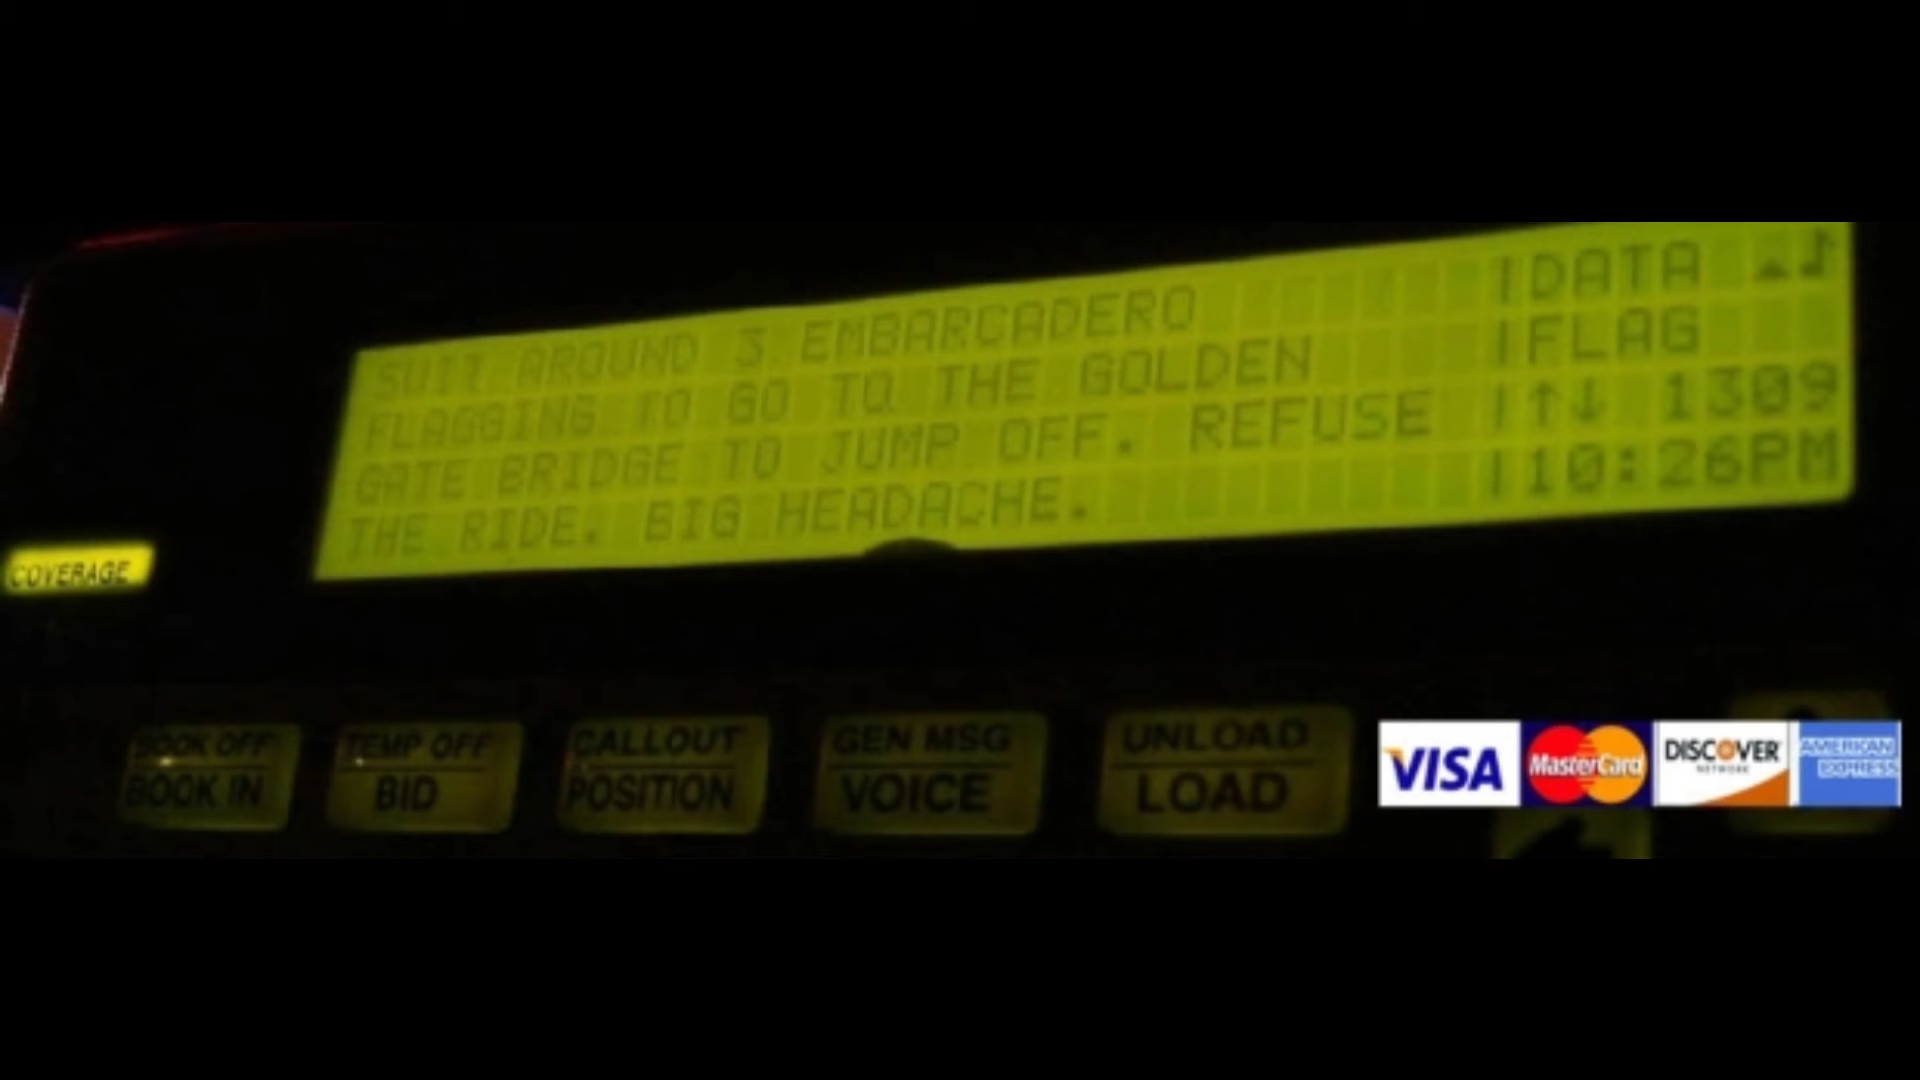 SUIT AROUND 3 EMBARCADERO |DATA
FLAGGING TO GO TO THE GOLDEN |FLAG
GATE BRIDGE TO JUMP OFF. REFUSE |↑↓ 1309
THE RIDE. BIG HEADACHE. |10:26PM
COVERAGE
BOOK OFF
BOOK IN
TEMP OFF
BID
CALLOUT
POSITION
GEN MSG
VOICE
UNLOAD
LOAD
VISA
MasterCard
DISCOVER
NETWORK
AMERICAN
EXPRESS